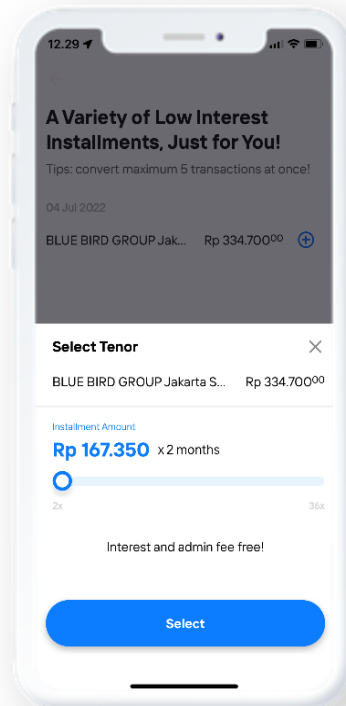 12.29
A Variety of Low Interest
Installments, Just for You!
Tips: convert maximum 5 transactions at once!
04 Jul 2022
BLUE BIRD GROUP Jak... Rp 334.700⁰⁰
Select Tenor
BLUE BIRD GROUP Jakarta S... Rp 334.700⁰⁰
Installment Amount
Rp 167.350 x 2 months
2x 36x
Interest and admin fee free!
Select